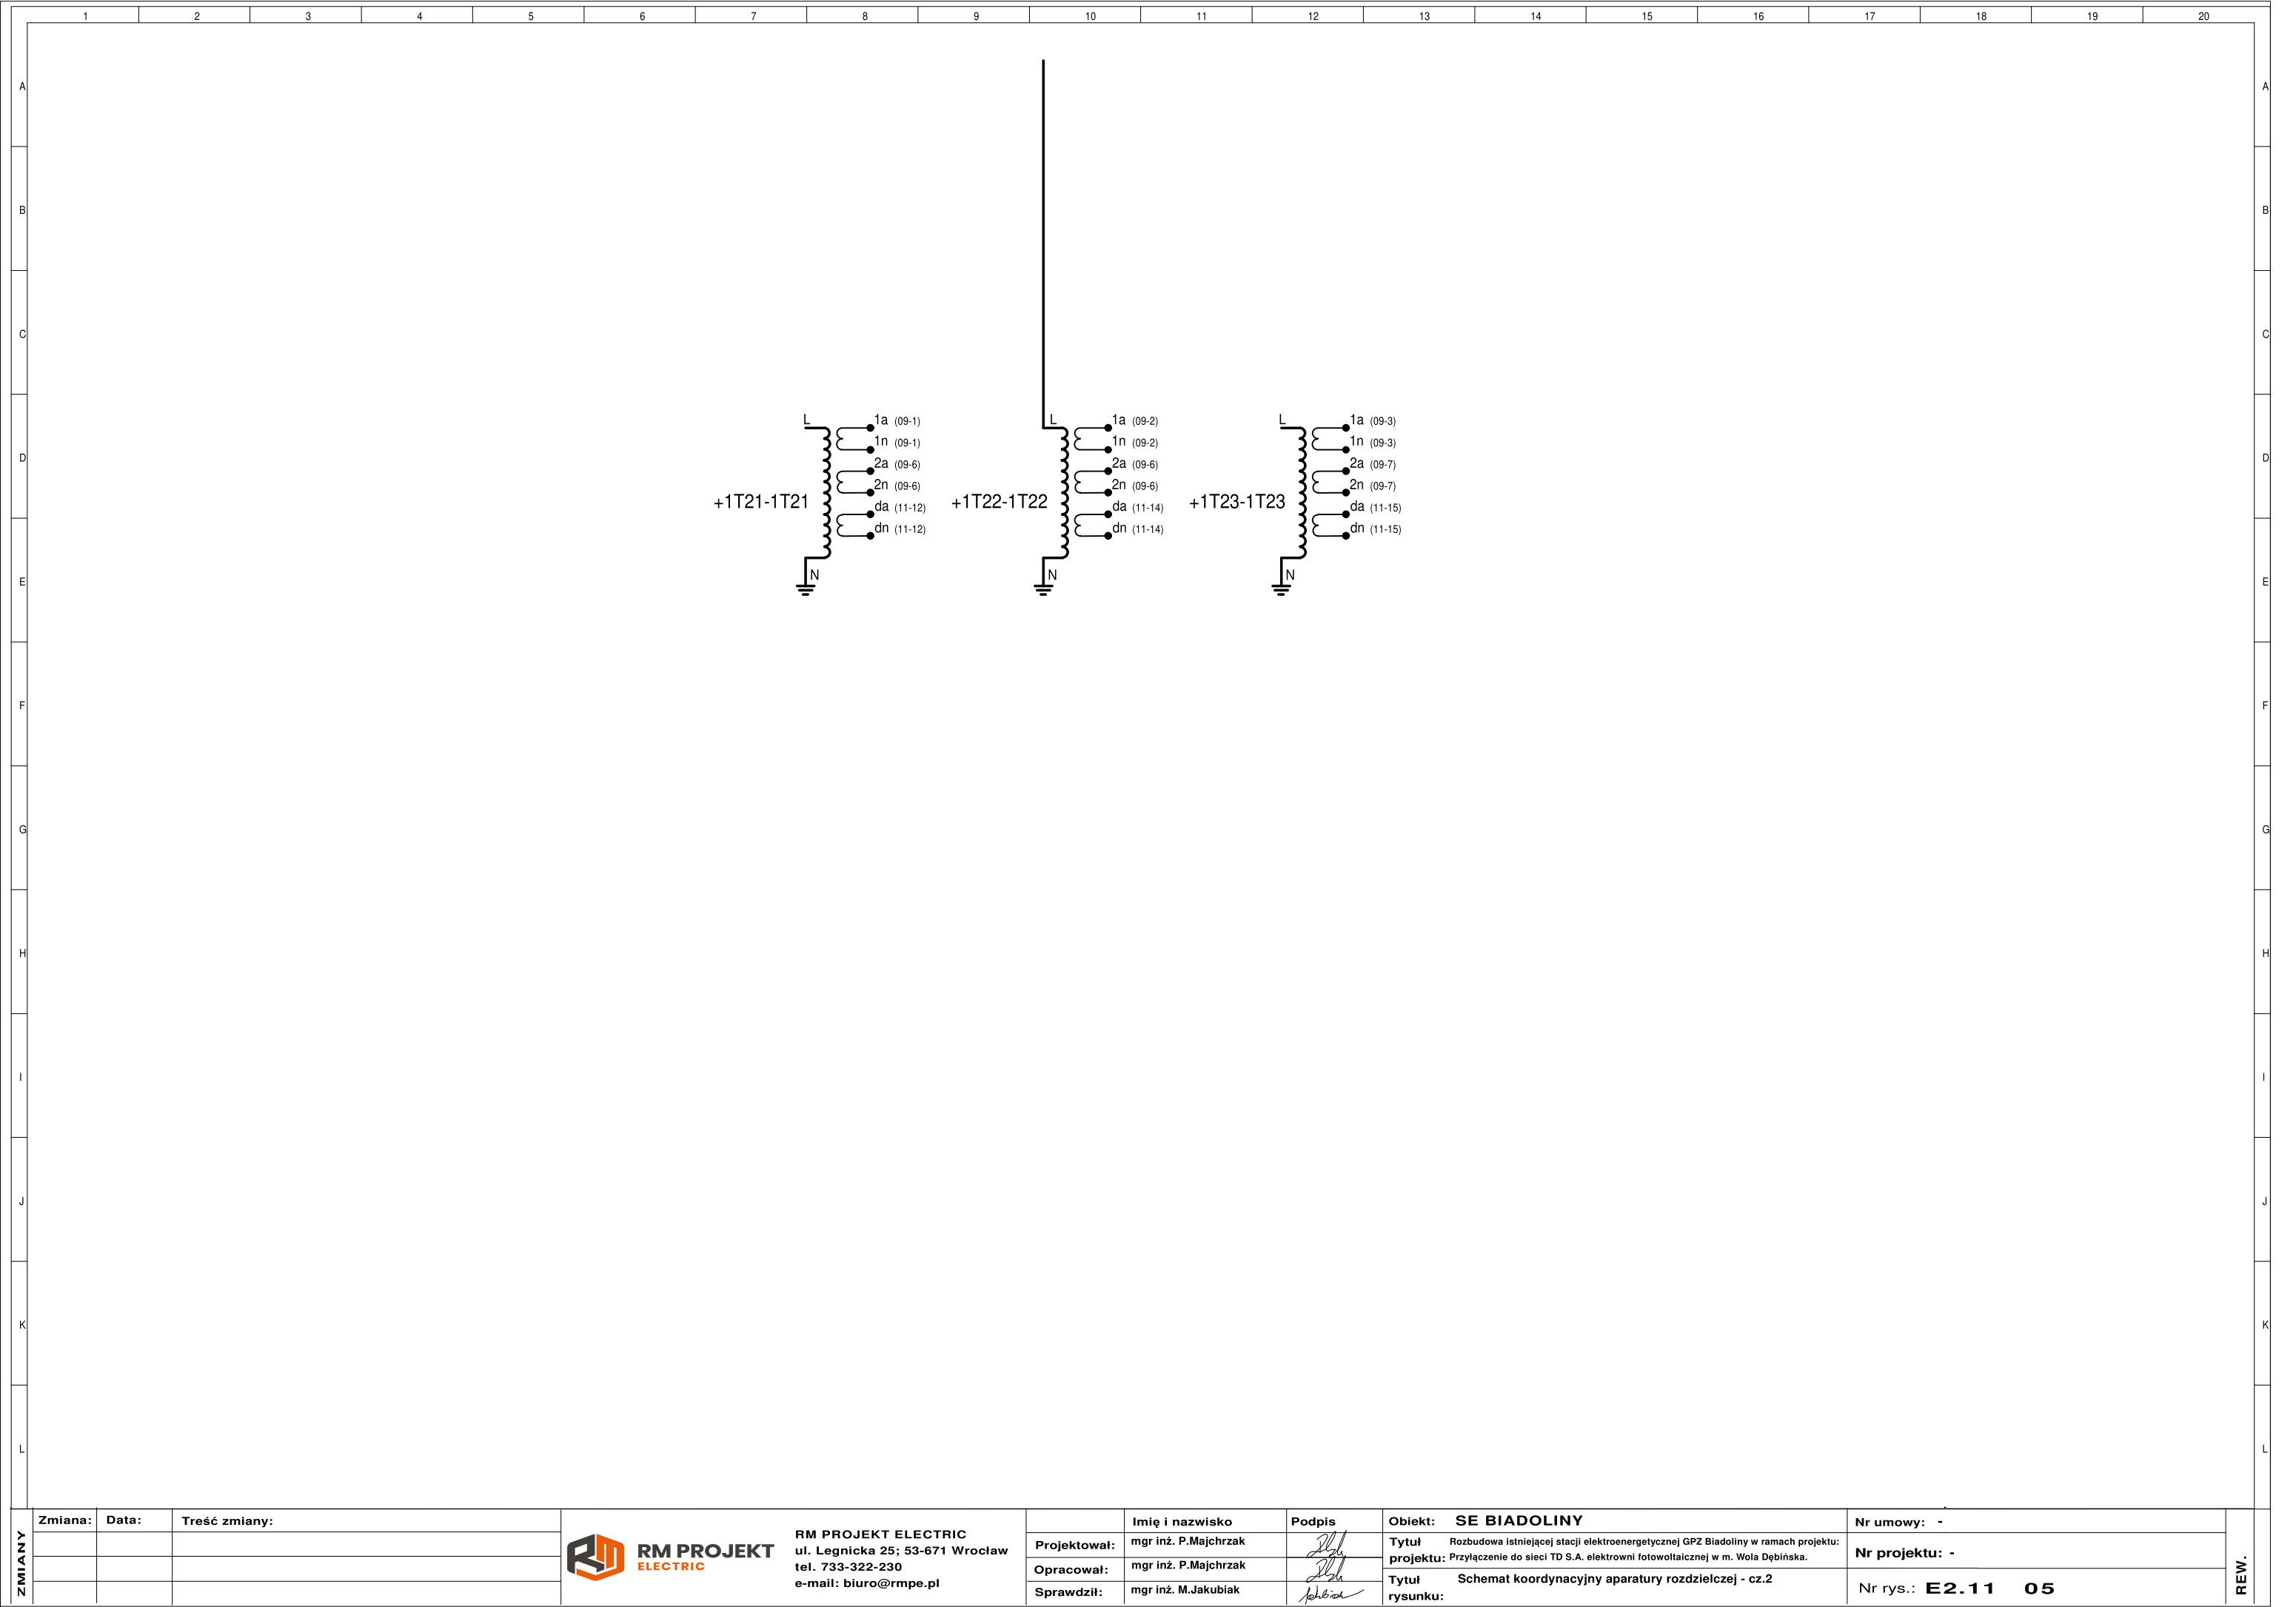 1 2 3 4 5 6 7 8 9 10 11 12 13 14 15 16 17 18 19 20
A A
B B
C C
L 1a (09-1) L 1a (09-2) L 1a (09-3)
1n (09-1) 1n (09-2) 1n (09-3)
D D
2a (09-6) 2a (09-6) 2a (09-7)
2n (09-6) 2n (09-6) 2n (09-7)
+1T21-1T21 +1T22-1T22 +1T23-1T23
da (11-12) da (11-14) da (11-15)
dn (11-12) dn (11-14) dn (11-15)
N N N
E E
F F
G G
H H
I I
J J
K K
L L
ZMIANY
Zmiana: Data: Treść zmiany:
RM PROJEKT
ELECTRIC
RM PROJEKT ELECTRIC
ul. Legnicka 25; 53-671 Wrocław
tel. 733-322-230
e-mail: biuro@rmpe.pl
Imię i nazwisko Podpis
Projektował: mgr inż. P.Majchrzak
Opracował: mgr inż. P.Majchrzak
Sprawdził: mgr inż. M.Jakubiak
Obiekt: SE BIADOLINY
Tytuł projektu: Rozbudowa istniejącej stacji elektroenergetycznej GPZ Biadoliny w ramach projektu:
Przyłączenie do sieci TD S.A. elektrowni fotowoltaicznej w m. Wola Dębińska.
Tytuł rysunku: Schemat koordynacyjny aparatury rozdzielczej - cz.2
Nr umowy: -
Nr projektu: -
Nr rys.: E2.11 05
REW.